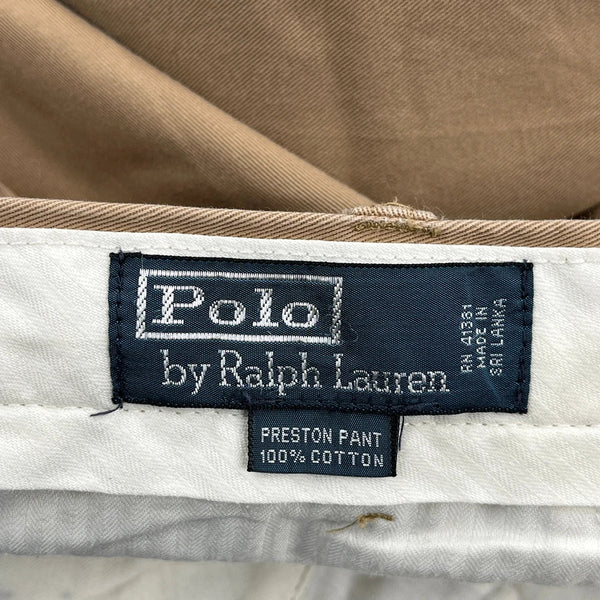 Polo
by Ralph Lauren
RN 41381
MADE IN
SRI LANKA
PRESTON PANT
100% COTTON